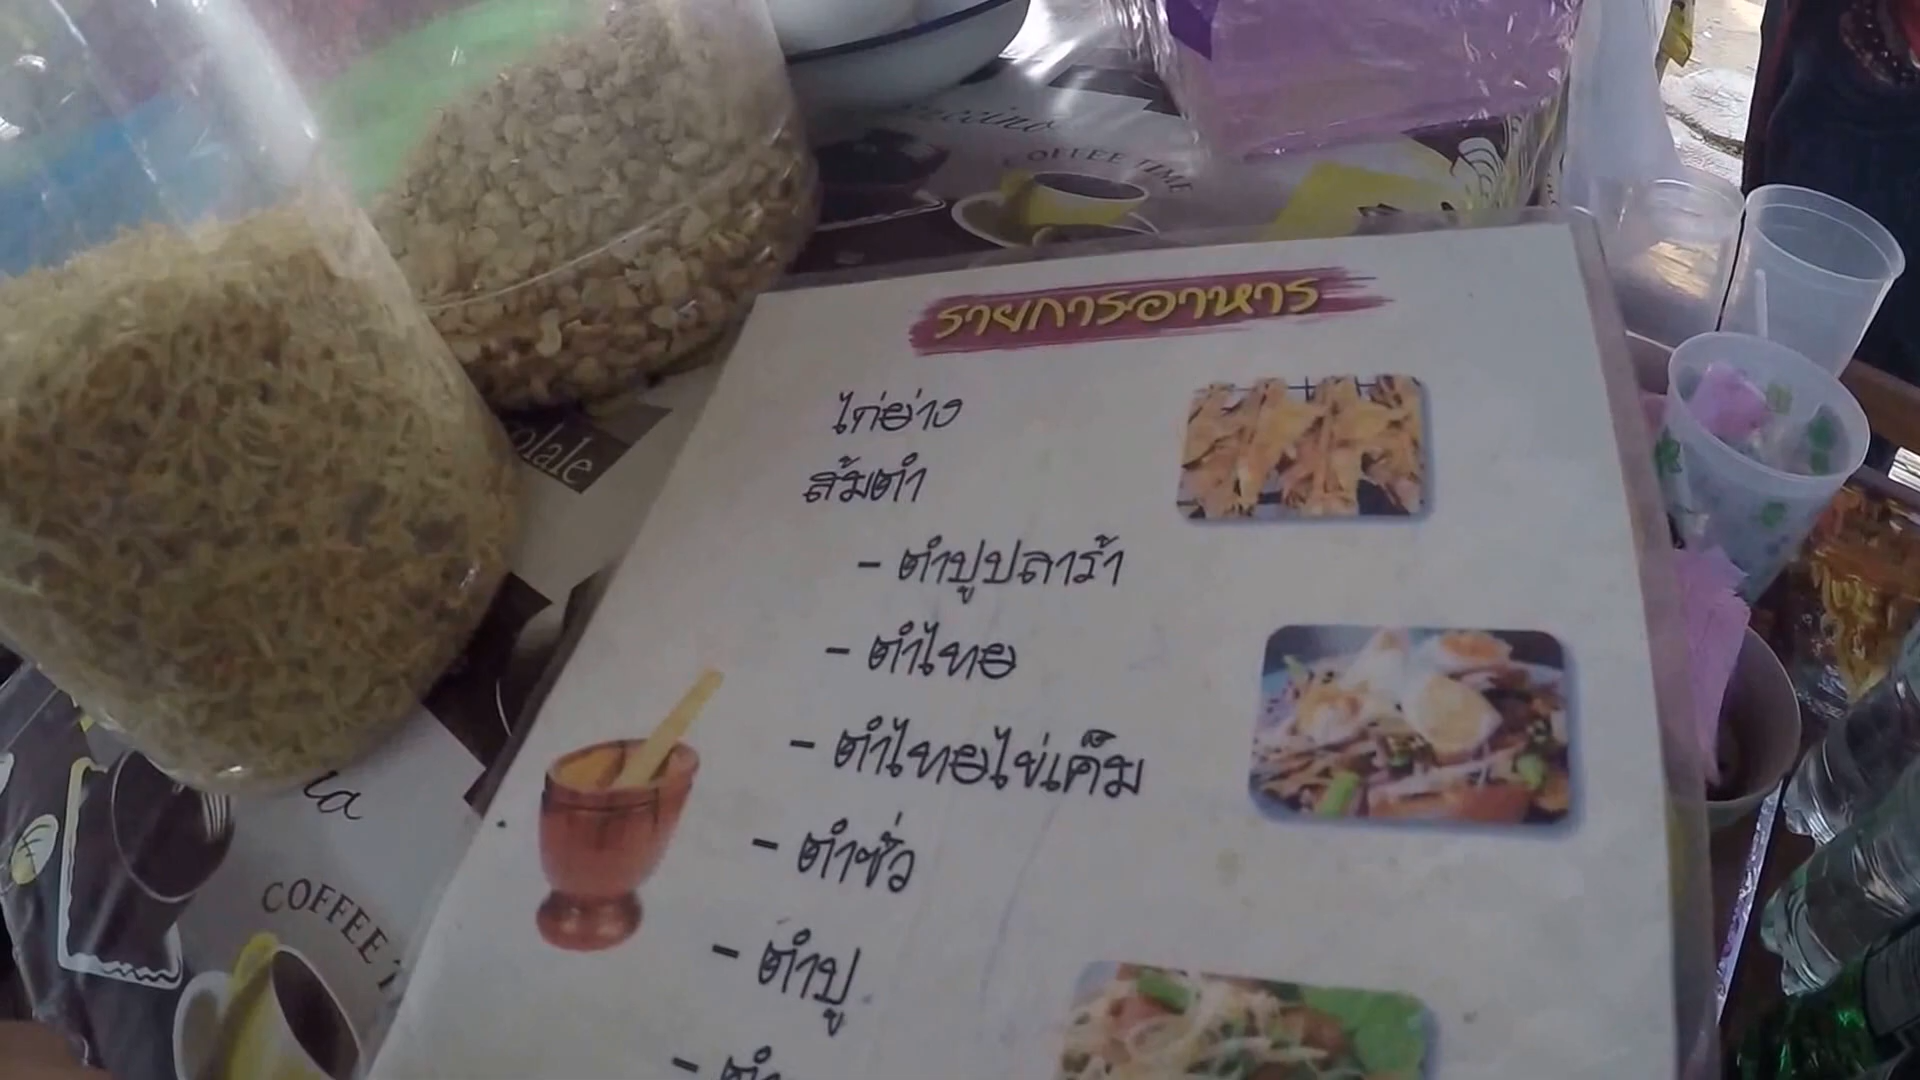 COFFEE TIME
รายการอาหาร
ไก่ย่าง
ส้มตำ
- ตำปูปลาร้า
- ตำไทย
- ตำไทยไข่เค็ม
- ตำซั่ว
- ตำปู
COFFEE T